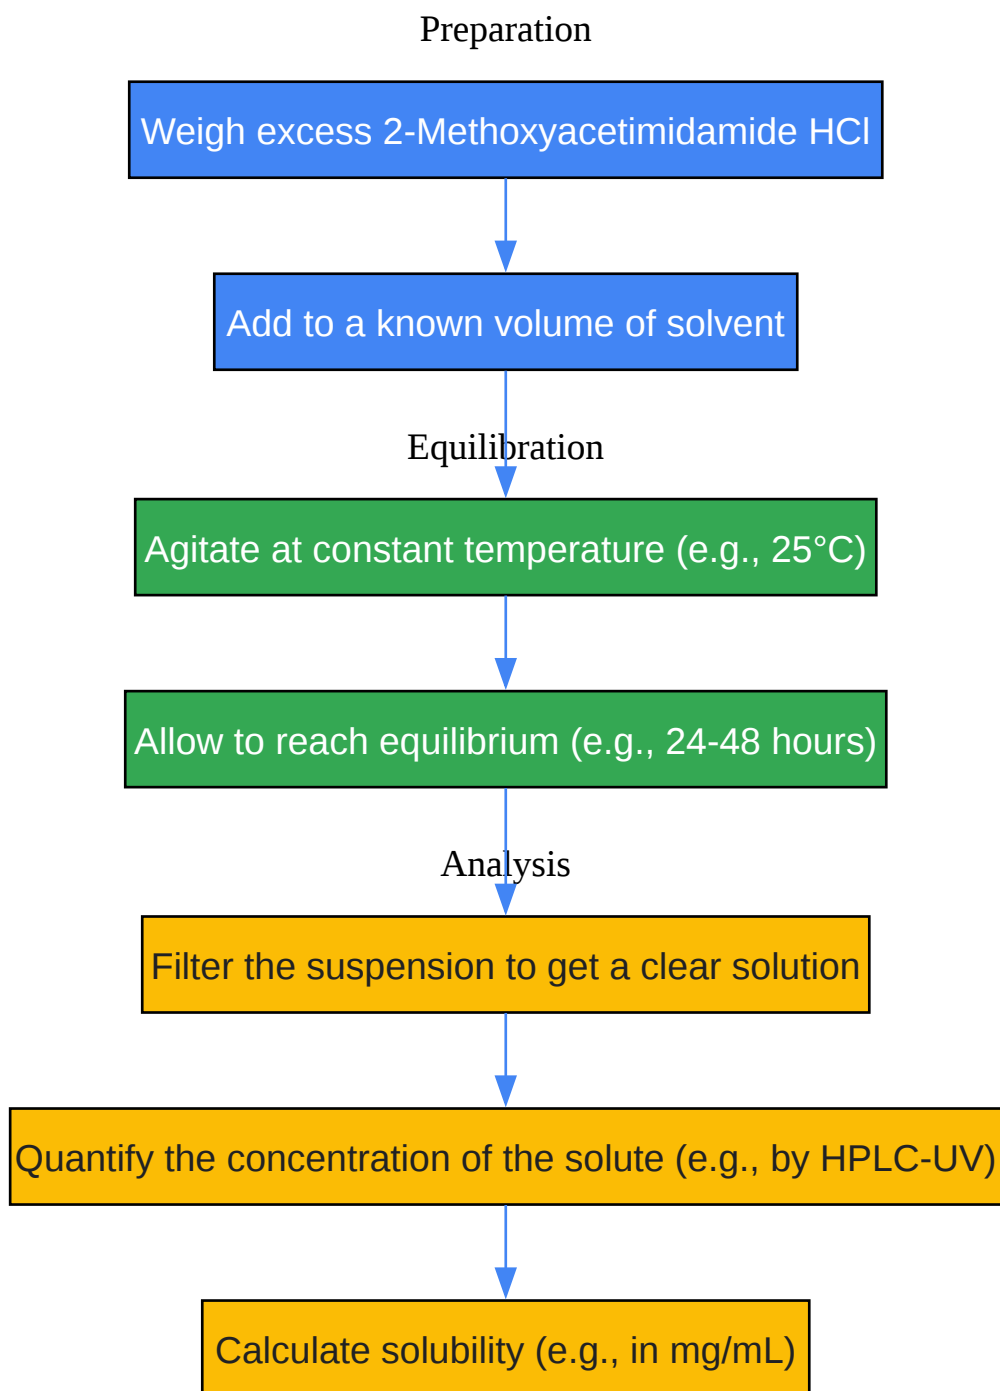 Preparation
Weigh excess 2-Methoxyacetimidamide HCl
Add to a known volume of solvent
Equilibration
Agitate at constant temperature (e.g., 25°C)
Allow to reach equilibrium (e.g., 24-48 hours)
Analysis
Filter the suspension to get a clear solution
Quantify the concentration of the solute (e.g., by HPLC-UV)
Calculate solubility (e.g., in mg/mL)